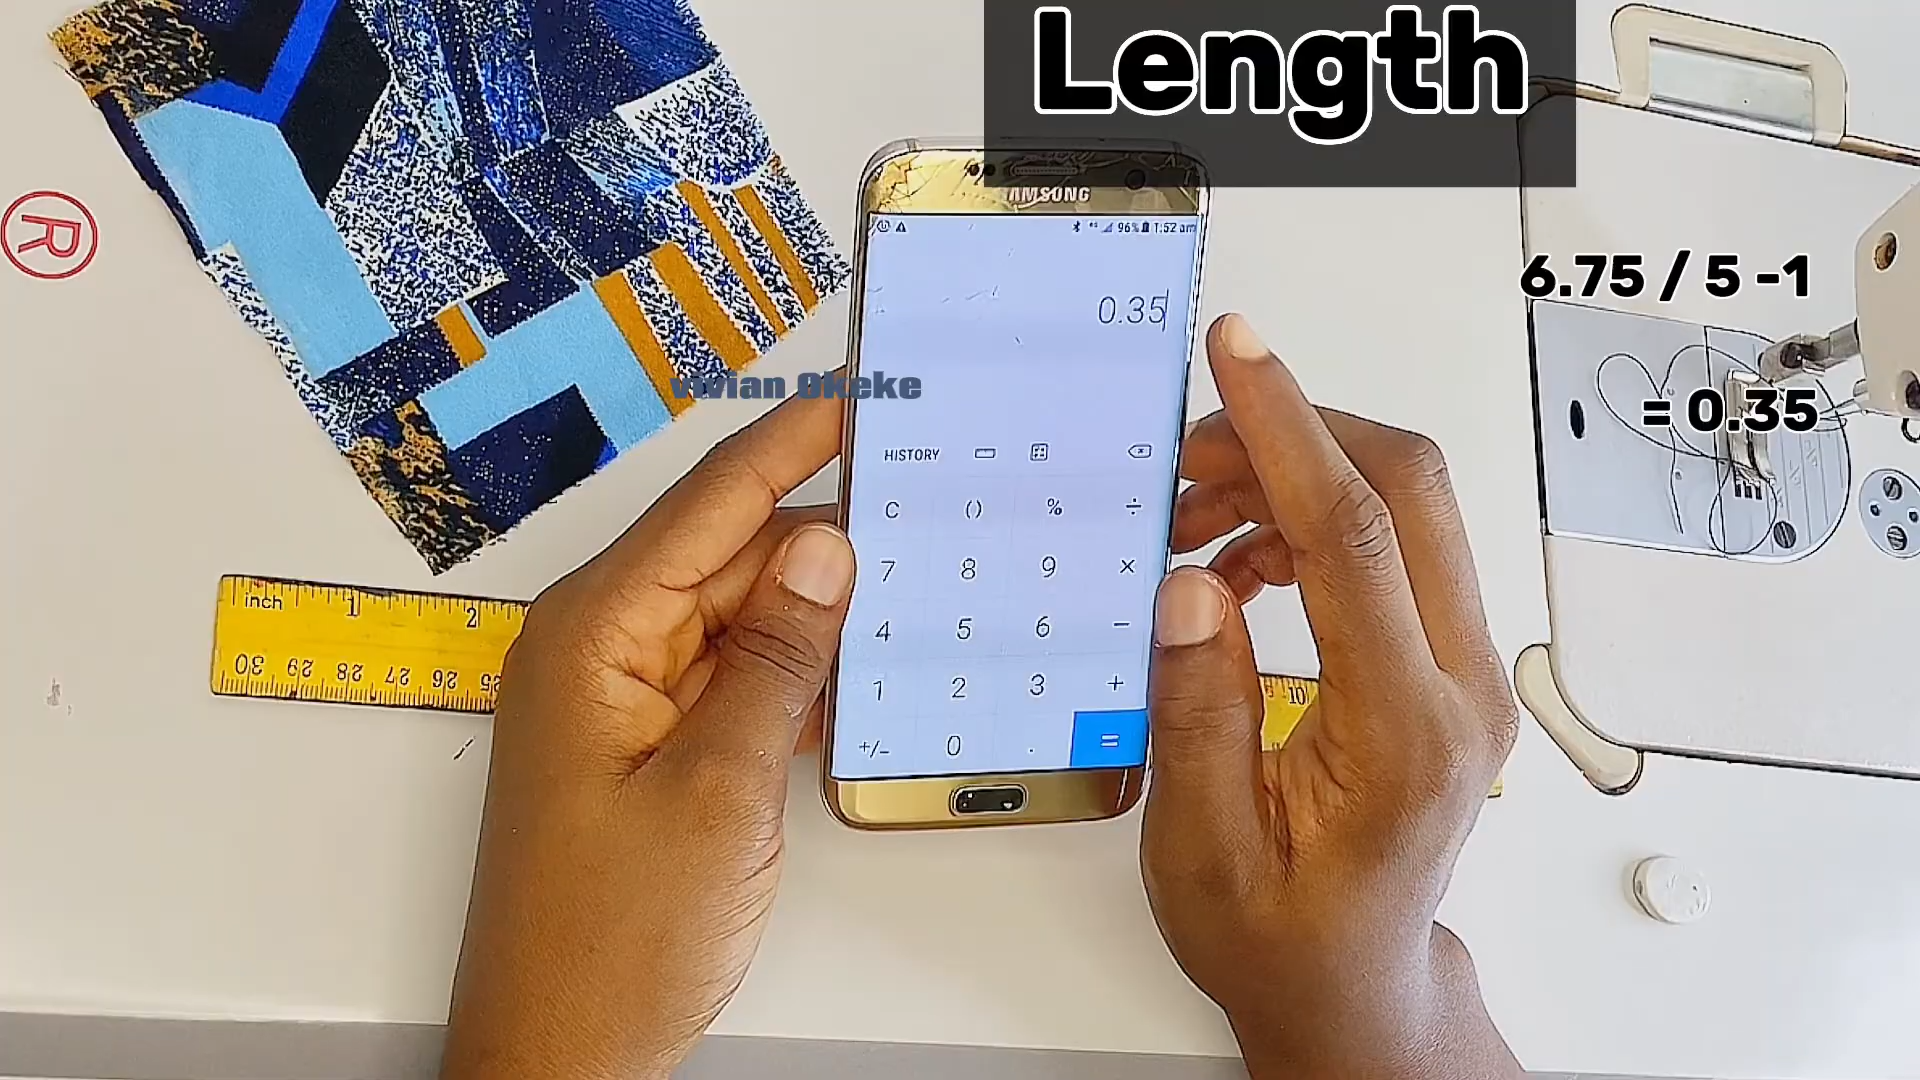 Length
SAMSUNG
96% 1:52 am
0.35
6.75 / 5 -1
= 0.35
vivian Okeke
HISTORY
C () % ÷
7 8 9 ×
4 5 6 −
1 2 3 +
+/− 0 . =
R
inch 1 2
30 29 28 27 26 25
10